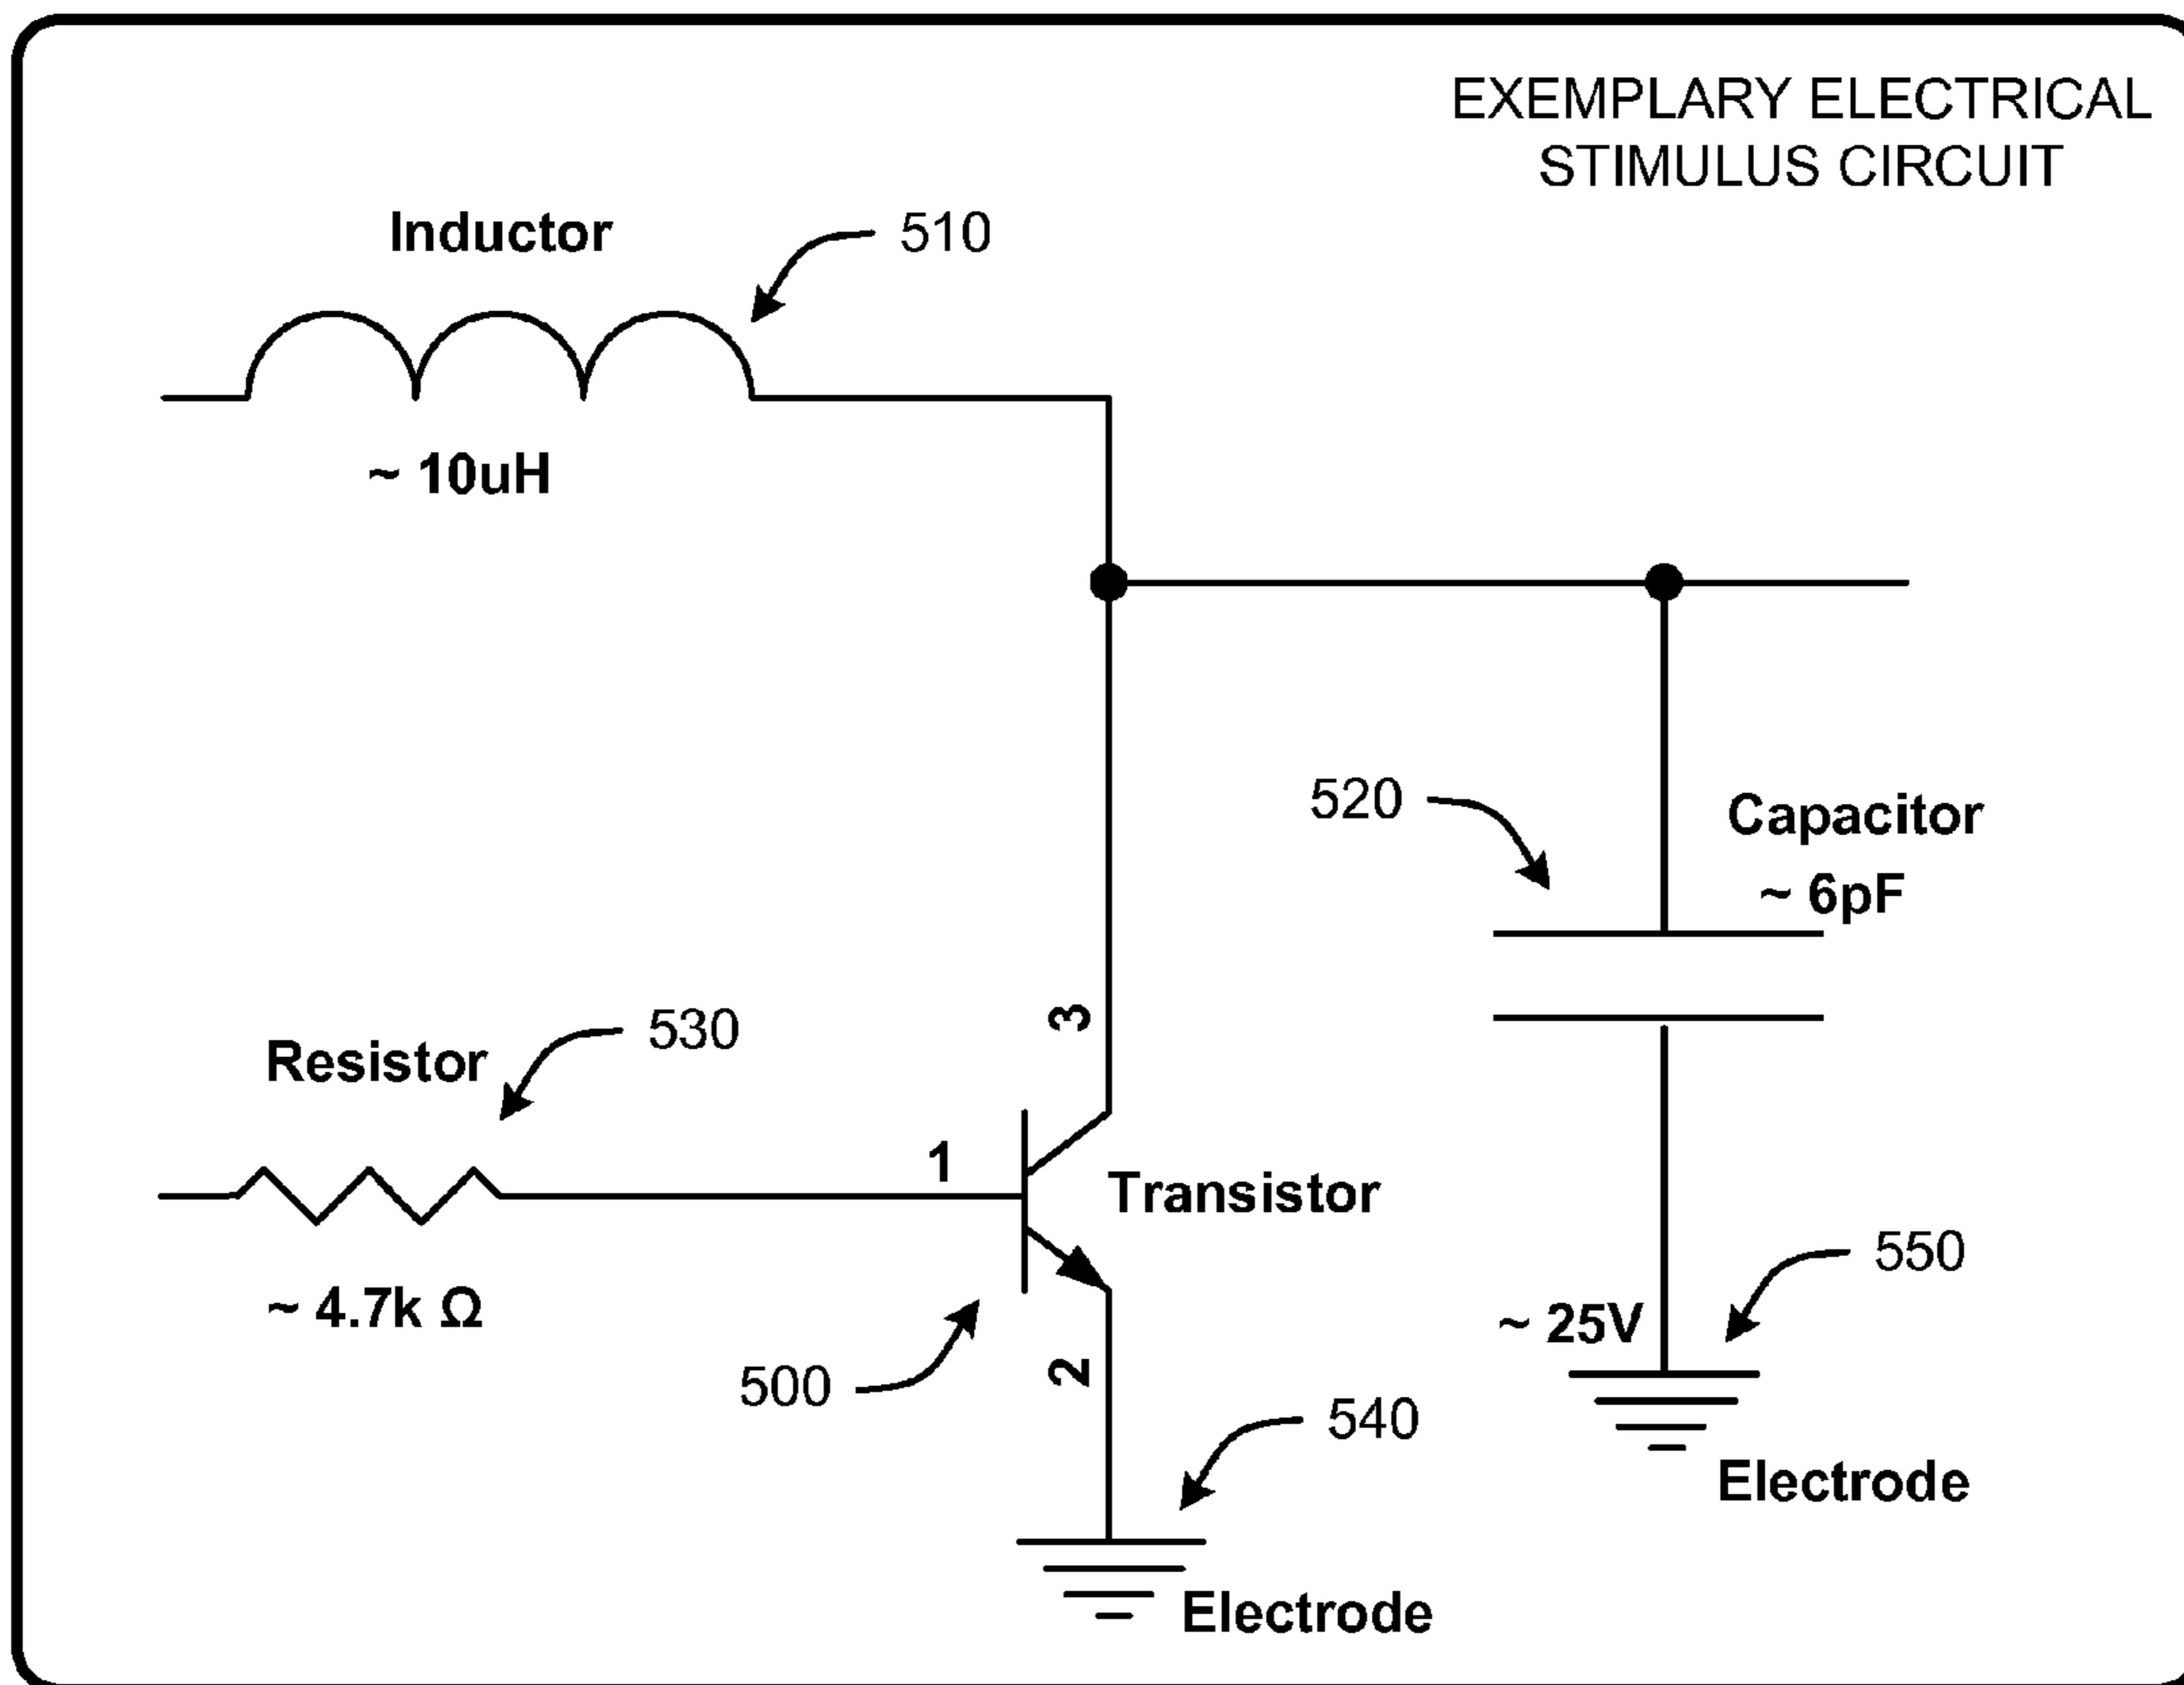 EXEMPLARY ELECTRICAL
STIMULUS CIRCUIT
Inductor
510
~ 10uH
520
Capacitor
~ 6pF
3
Resistor
530
1
Transistor
~ 4.7k Ω
500
2
~ 25V
550
540
Electrode
Electrode